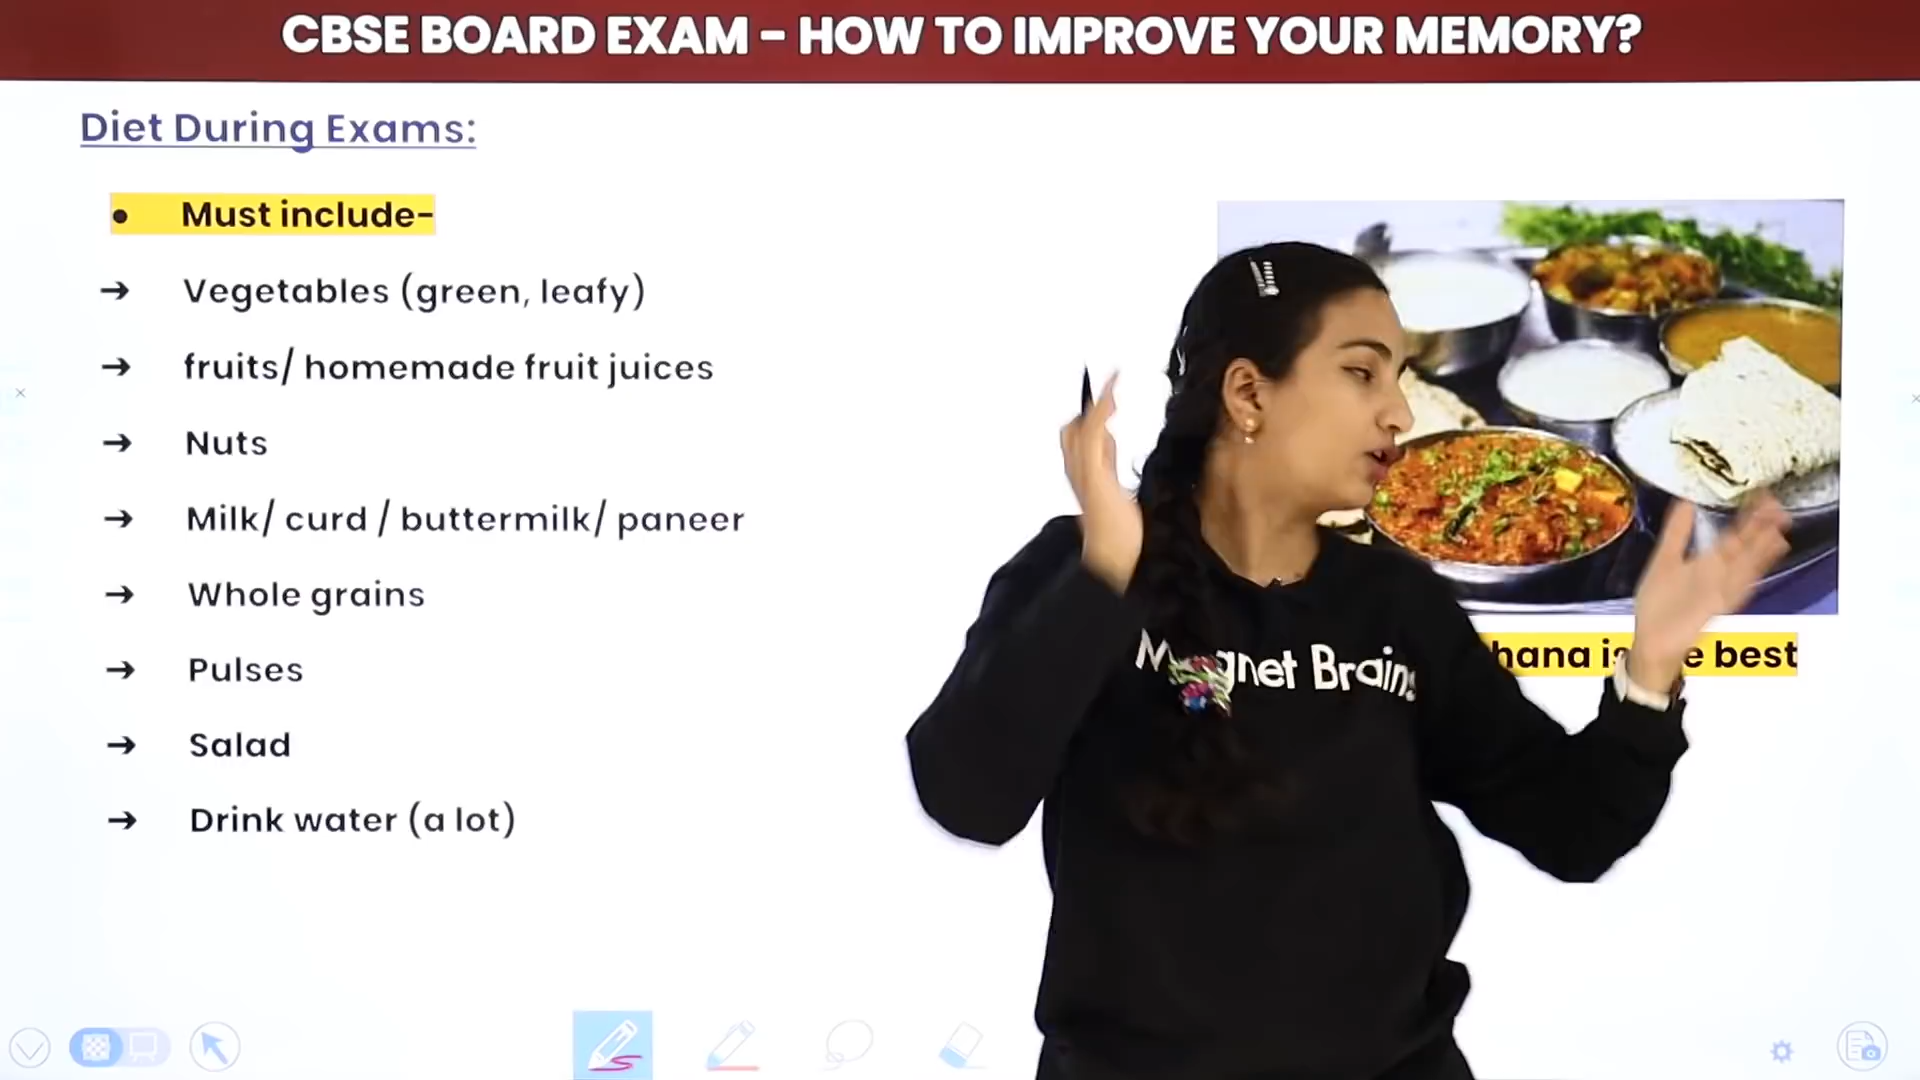 CBSE BOARD EXAM - HOW TO IMPROVE YOUR MEMORY?
Diet During Exams:
• Must include-
→ Vegetables (green, leafy)
→ fruits/ homemade fruit juices
→ Nuts
→ Milk/ curd / buttermilk/ paneer
→ Whole grains
→ Pulses
→ Salad
→ Drink water (a lot)
best
Brains